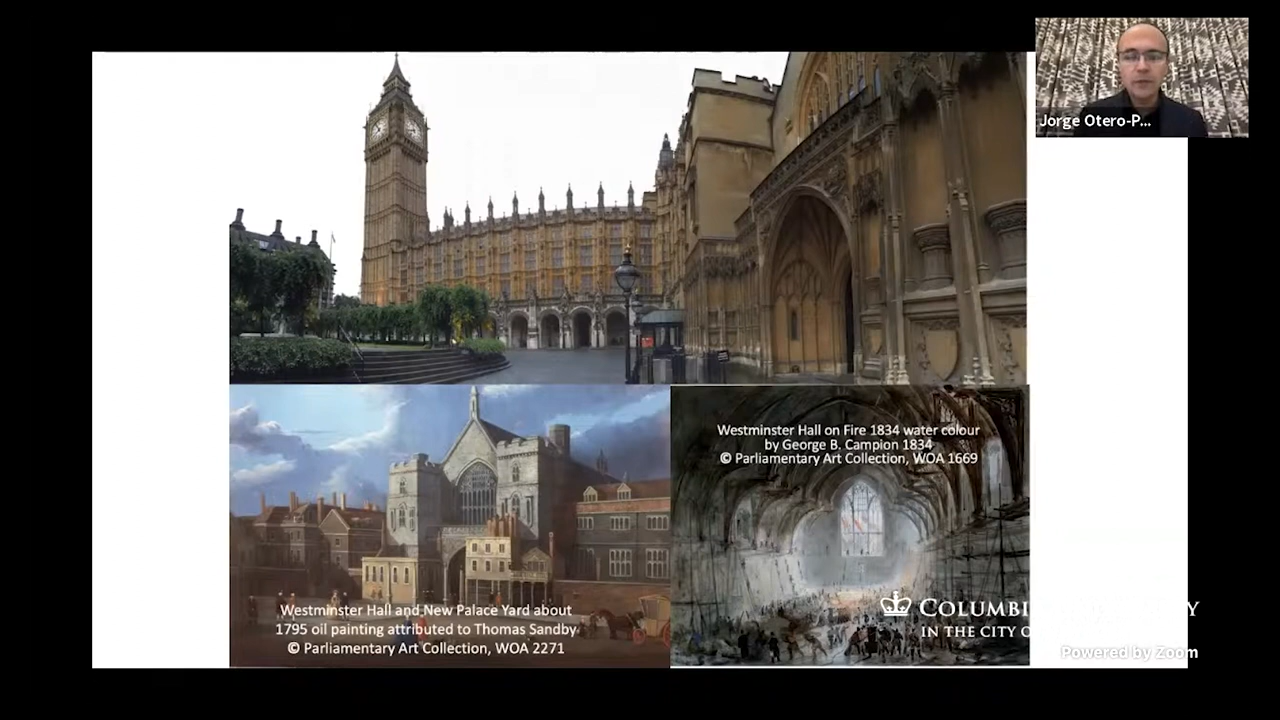 Jorge Otero-P...
Westminster Hall on Fire 1834 water colour
by George B. Campion 1834
© Parliamentary Art Collection, WOA 1669
Westminster Hall and New Palace Yard about
1795 oil painting attributed to Thomas Sandby
© Parliamentary Art Collection, WOA 2271
COLUMBI
Y
IN THE CITY O
Powered by Zoom